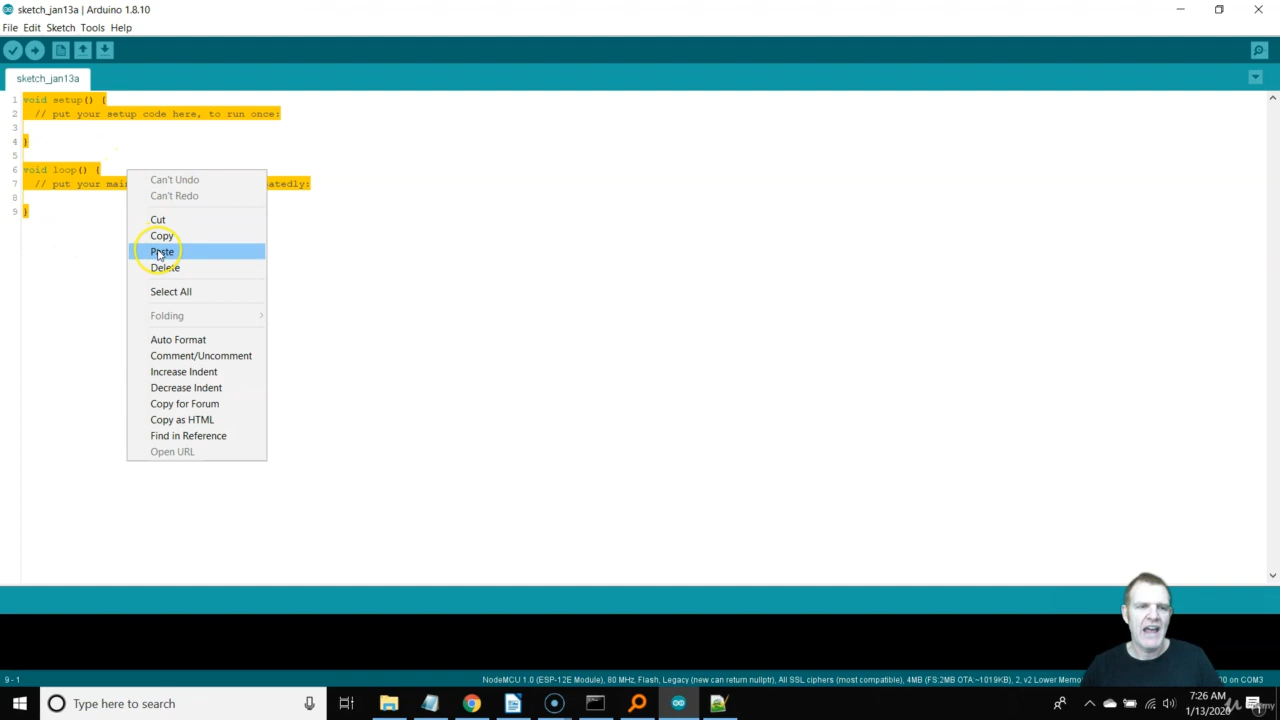 sketch_jan13a | Arduino 1.8.10
File Edit Sketch Tools Help
sketch_jan13a
1 void setup() {
2 // put your setup code here, to run once:
3
4 }
5
6 void loop() {
7 // put your mai atedly:
8
9 }
Can't Undo
Can't Redo
Cut
Copy
Paste
Delete
Select All
Folding
Auto Format
Comment/Uncomment
Increase Indent
Decrease Indent
Copy for Forum
Copy as HTML
Find in Reference
Open URL
9 - 1
NodeMCU 1.0 (ESP-12E Module), 80 MHz, Flash, Legacy (new can return nullptr), All SSL ciphers (most compatible), 4MB (FS:2MB OTA:~1019KB), 2, v2 Lower Memo 00 on COM3
Type here to search
7:26 AM
1/13/2020